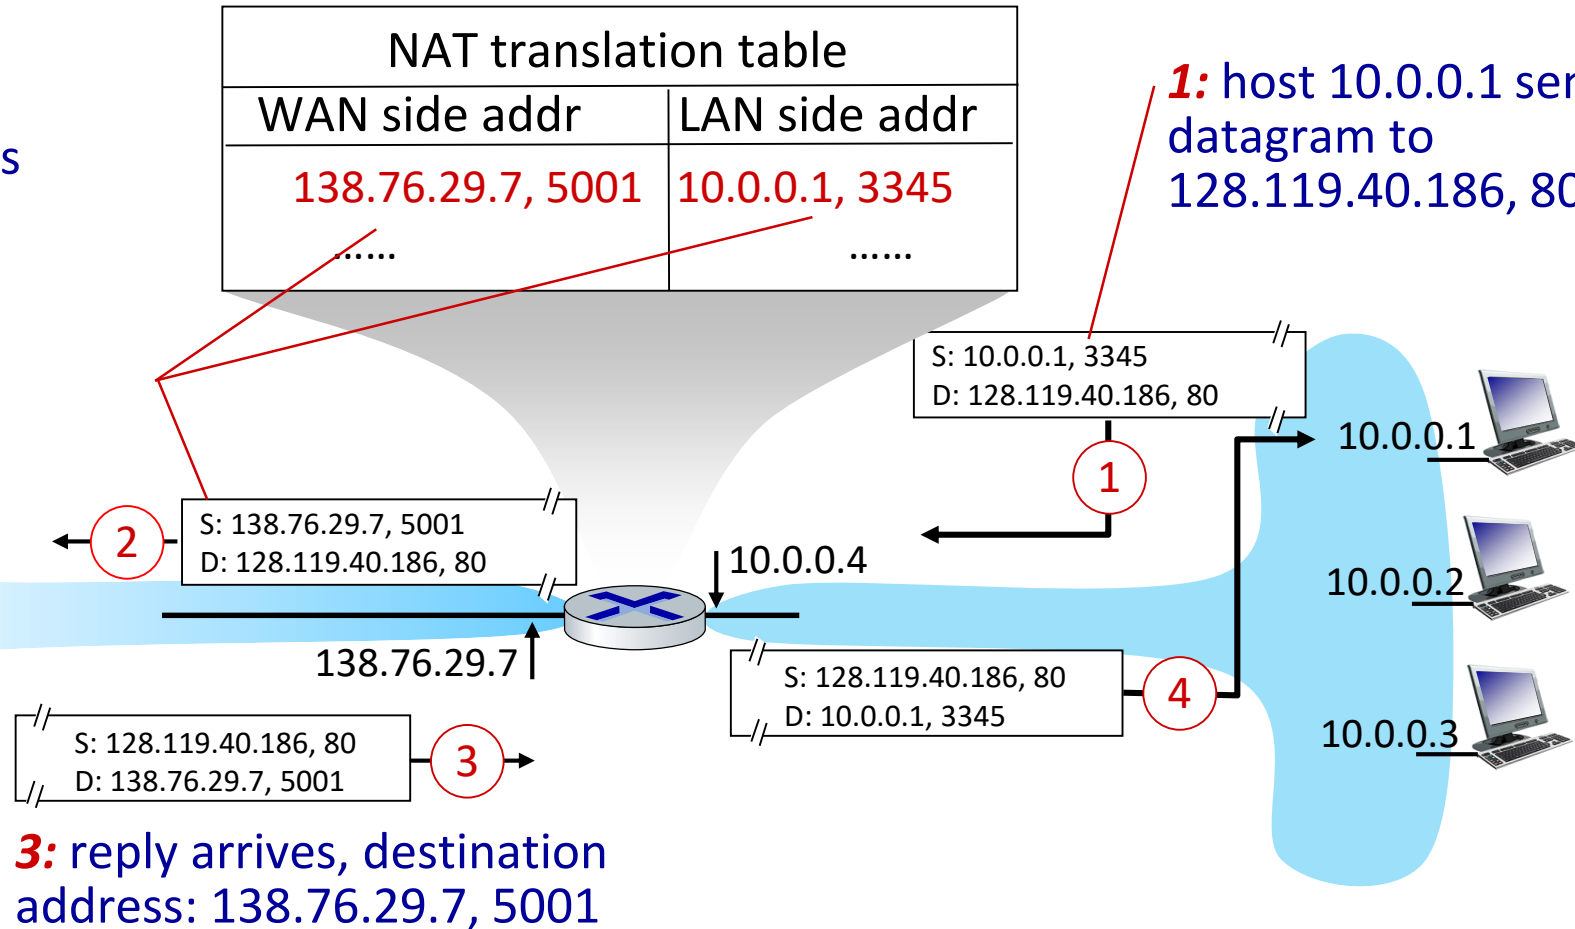 NAT translation table
WAN side addr LAN side addr
138.76.29.7, 5001 10.0.0.1, 3345
...... ......
s
1: host 10.0.0.1
datagram to
128.119.40.186, 80
S: 10.0.0.1, 3345
D: 128.119.40.186, 80
1
10.0.0.1
S: 138.76.29.7, 5001
D: 128.119.40.186, 80
2
10.0.0.4
10.0.0.2
138.76.29.7
S: 128.119.40.186, 80
D: 10.0.0.1, 3345
4
10.0.0.3
S: 128.119.40.186, 80
D: 138.76.29.7, 5001
3
3: reply arrives, destination
address: 138.76.29.7, 5001